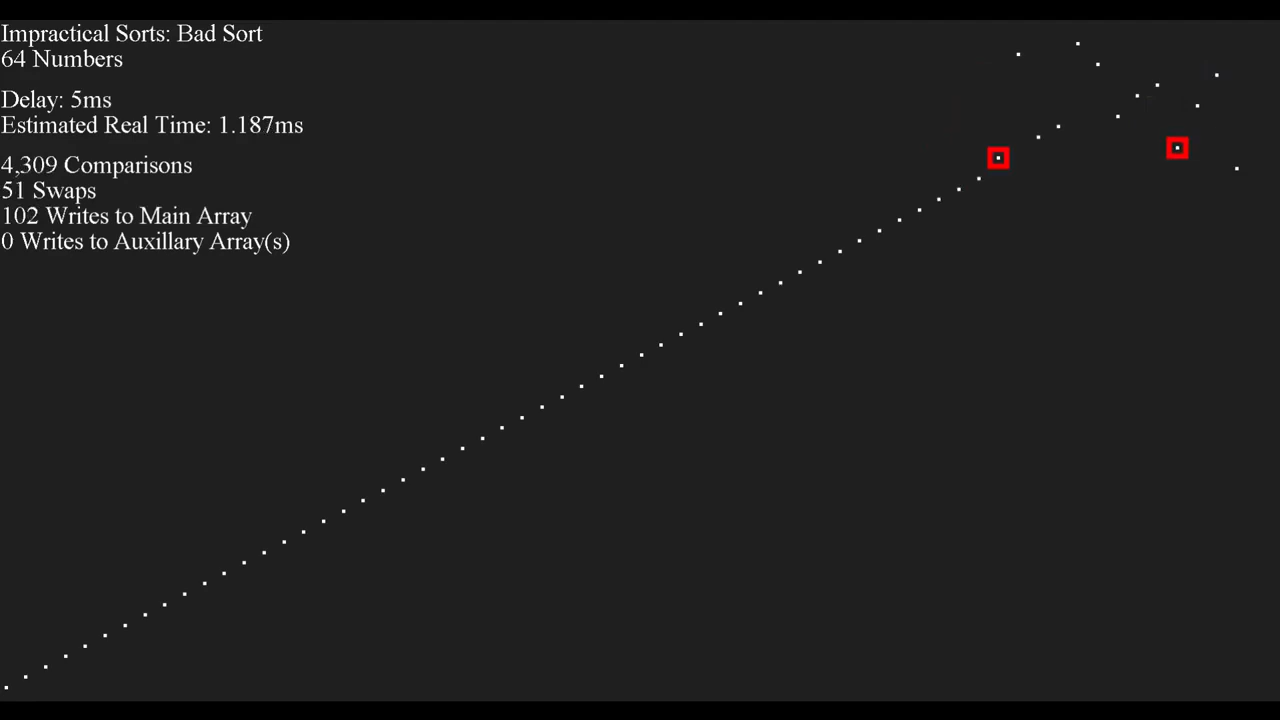 Impractical Sorts: Bad Sort
64 Numbers
Delay: 5ms
Estimated Real Time: 1.187ms
4,309 Comparisons
51 Swaps
102 Writes to Main Array
0 Writes to Auxillary Array(s)